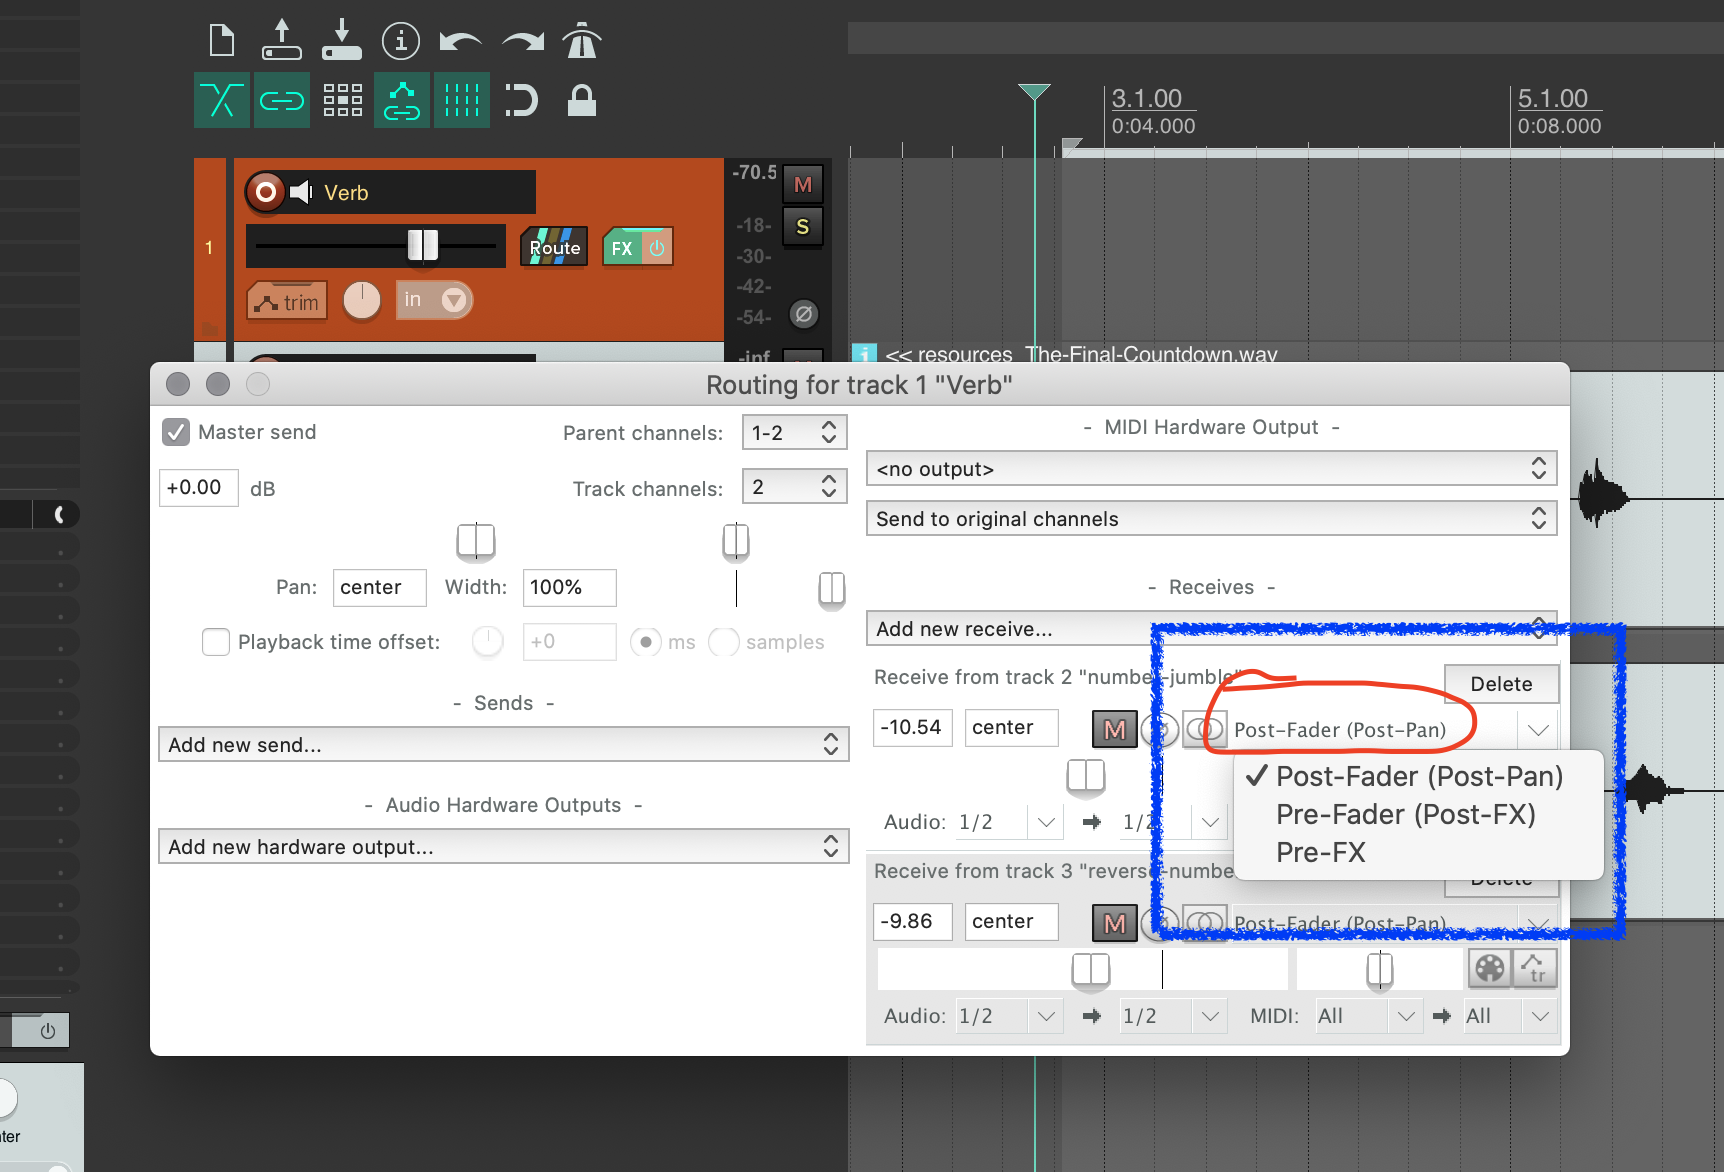 3.1.00
0:04.000
5.1.00
0:08.000
Verb
-70.5
M
S
1
Route
FX
-18-
-30-
-42-
-54-
-inf
trim
in
<< resources_The-Final-Countdown.wav
Routing for track 1 "Verb"
Master send
Parent channels:
1-2
+0.00
dB
Track channels:
2
Pan:
center
Width:
100%
Playback time offset:
+0
ms
samples
- Sends -
Add new send...
- Audio Hardware Outputs -
Add new hardware output...
- MIDI Hardware Output -
<no output>
Send to original channels
- Receives -
Add new receive...
Receive from track 2 "number-jumble"
Delete
-10.54
center
M
Post-Fader (Post-Pan)
Post-Fader (Post-Pan)
Pre-Fader (Post-FX)
Pre-FX
Audio:
1/2
1/2
Receive from track 3 "reverse-numbe
Delete
-9.86
center
M
Post-Fader (Post-Pan)
tr
Audio:
1/2
1/2
MIDI:
All
All